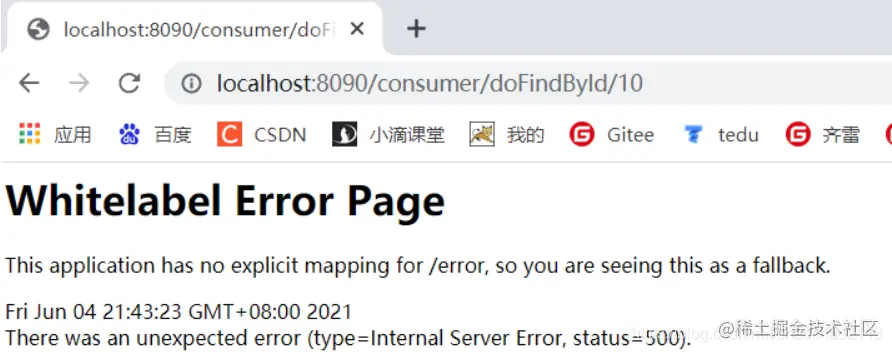 localhost:8090/consumer/doFi
localhost:8090/consumer/doFindById/10
应用 百度 CSDN 小滴课堂 我的 Gitee tedu 齐雷
Whitelabel Error Page
This application has no explicit mapping for /error, so you are seeing this as a fallback.
Fri Jun 04 21:43:23 GMT+08:00 2021
There was an unexpected error (type=Internal Server Error, status=500).
@稀土掘金技术社区